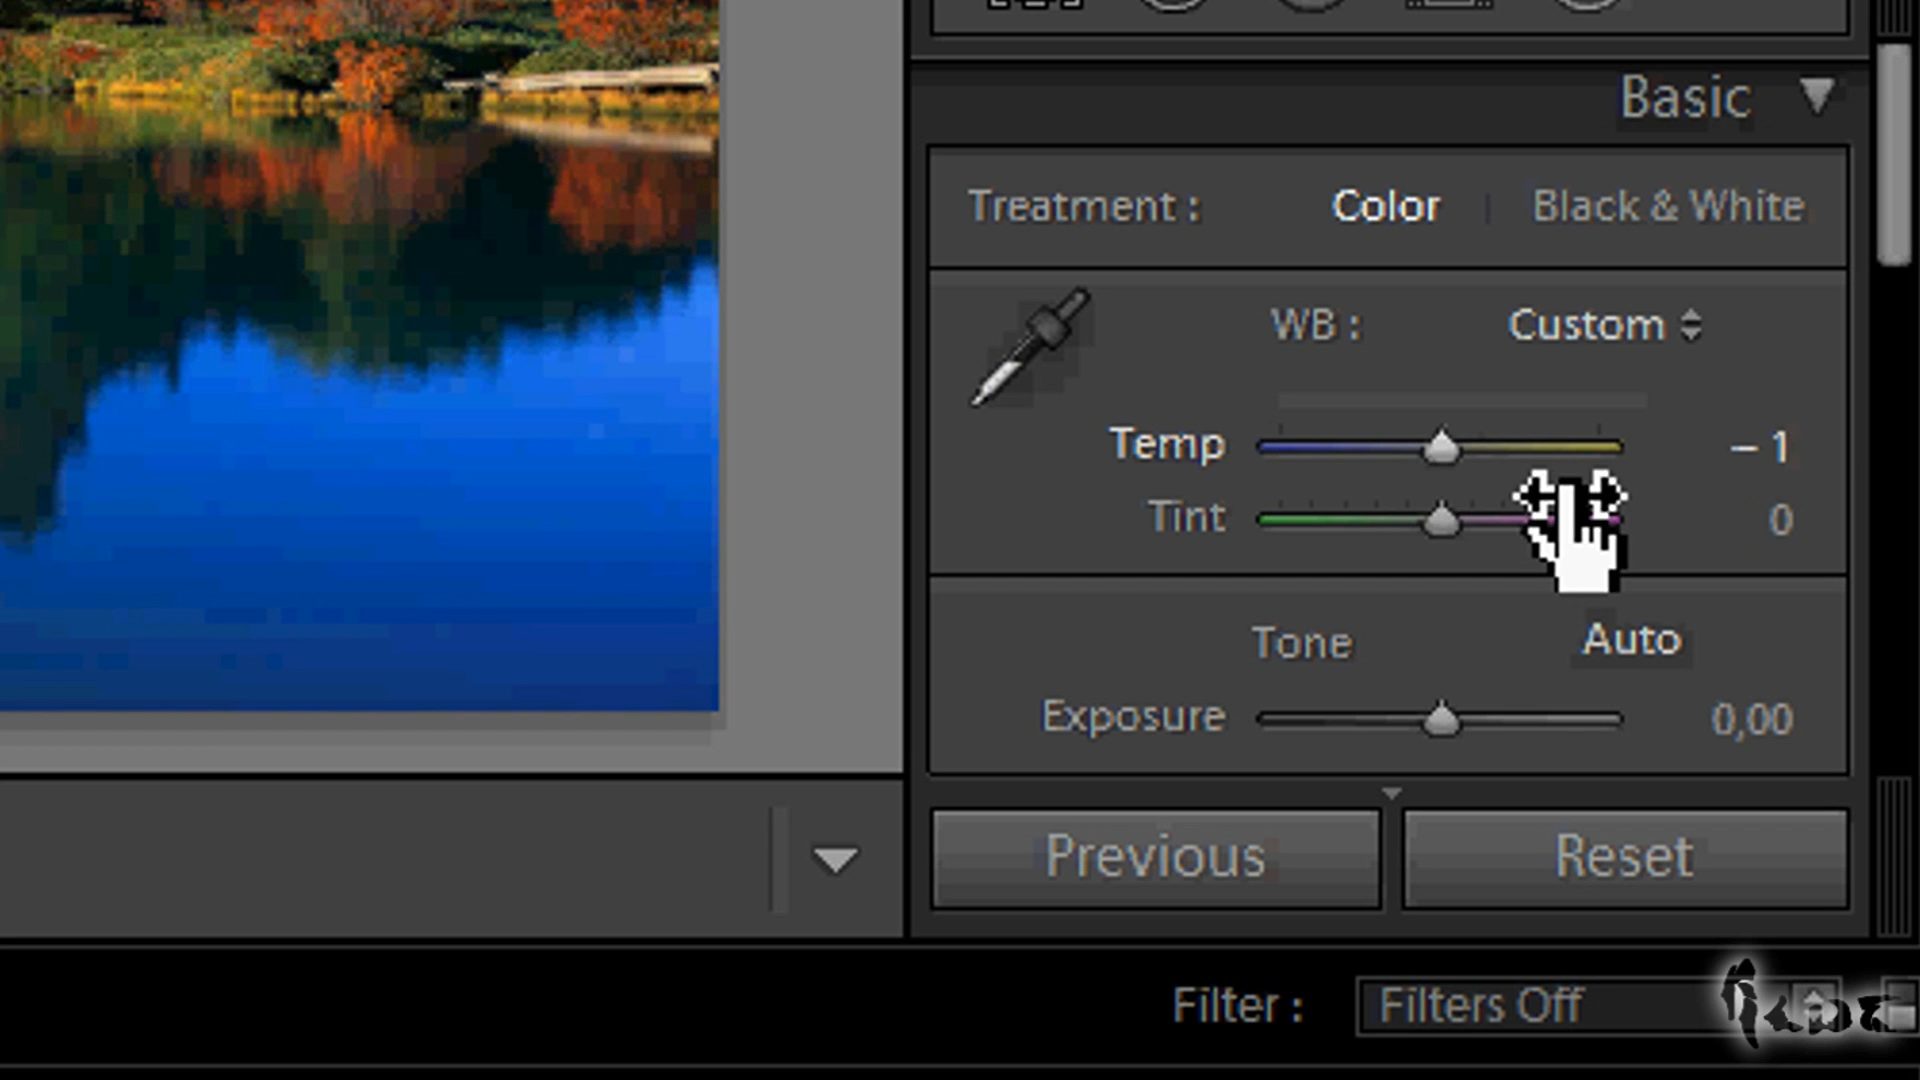 Basic
Treatment : Color Black & White
WB : Custom
Temp – 1
Tint 0
Tone Auto
Exposure 0,00
Previous Reset
Filter : Filters Off